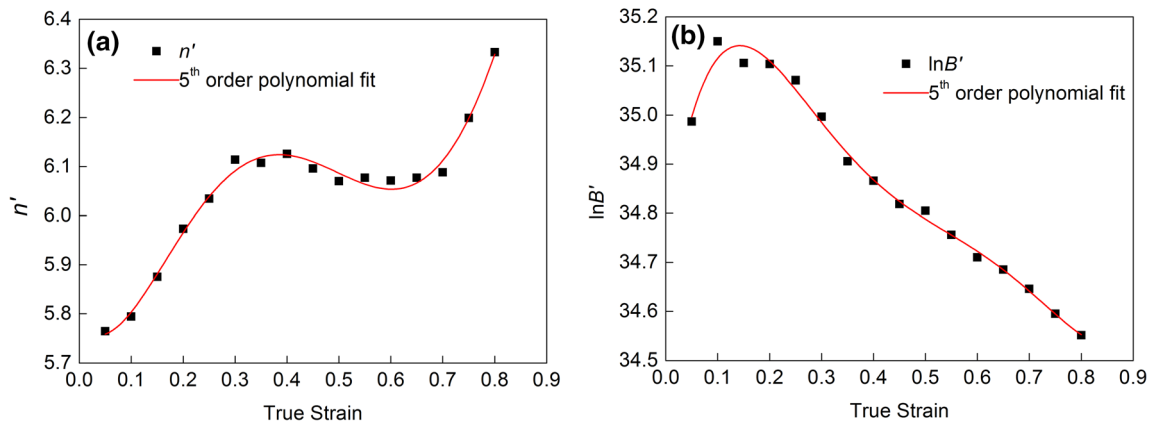 (a)
n′
5th order polynomial fit
6.4
6.3
6.2
6.1
6.0
5.9
5.8
5.7
n′
0.0 0.1 0.2 0.3 0.4 0.5 0.6 0.7 0.8 0.9
True Strain
(b)
lnB′
5th order polynomial fit
35.2
35.1
35.0
34.9
34.8
34.7
34.6
34.5
lnB′
0.0 0.1 0.2 0.3 0.4 0.5 0.6 0.7 0.8 0.9
True Strain